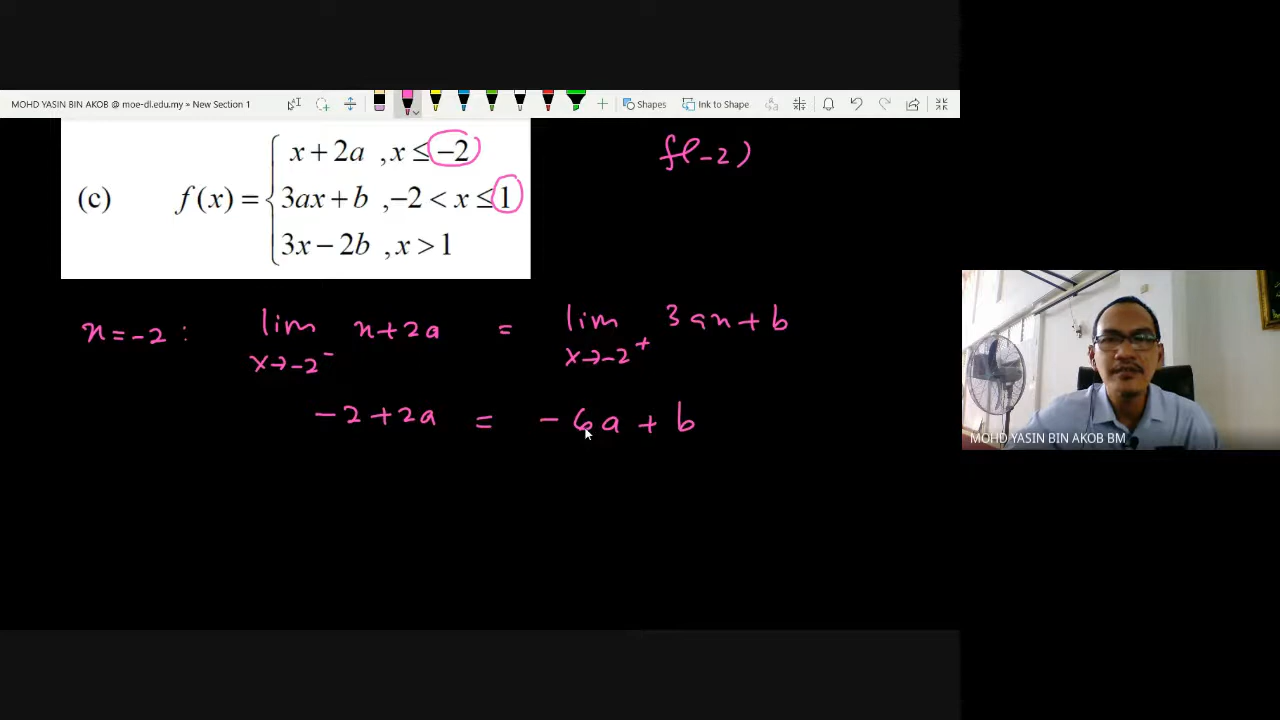 MOHD YASIN BIN AKOB @ moe-dl.edu.my » New Section 1
Shapes
Ink to Shape
(c) f(x) = { x + 2a , x ≤ −2
3ax + b , −2 < x ≤ 1
3x − 2b , x > 1
f(-2)
x = -2 : lim x→-2⁻ x + 2a = lim x→-2⁺ 3ax + b
-2 + 2a = -6a + b
MOHD YASIN BIN AKOB BM